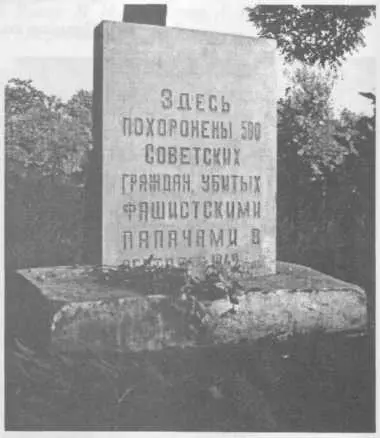 ЗДЕСЬ
ПОХОРОНЕНЫ 500
СОВЕТСКИХ
ГРАЖДАН, УБИТЫХ
ФАШИСТСКИМИ
ПАЛАЧАМИ В